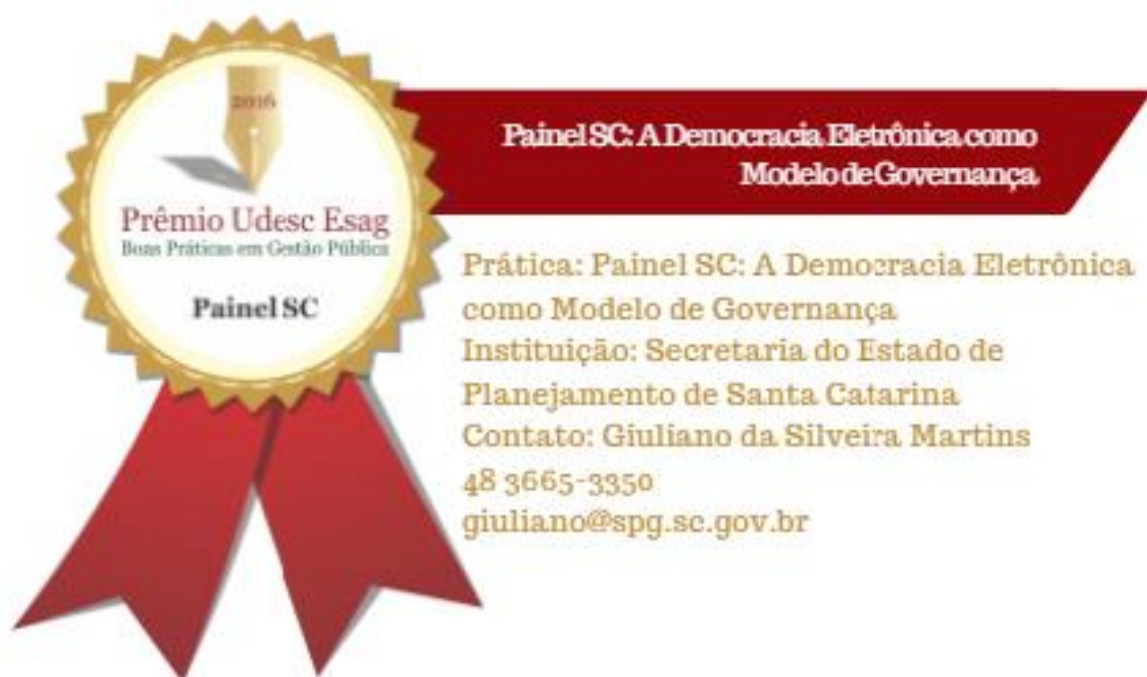 2016
Prêmio Udesc Esag
Boas Práticas em Gestão Pública
Painel SC
Painel SC: A Democracia Eletrônica como
Modelo de Governança
Prática: Painel SC: A Democracia Eletrônica
como Modelo de Governança
Instituição: Secretaria do Estado de
Planejamento de Santa Catarina
Contato: Giuliano da Silveira Martins
48 3665-3350
giuliano@spg.sc.gov.br